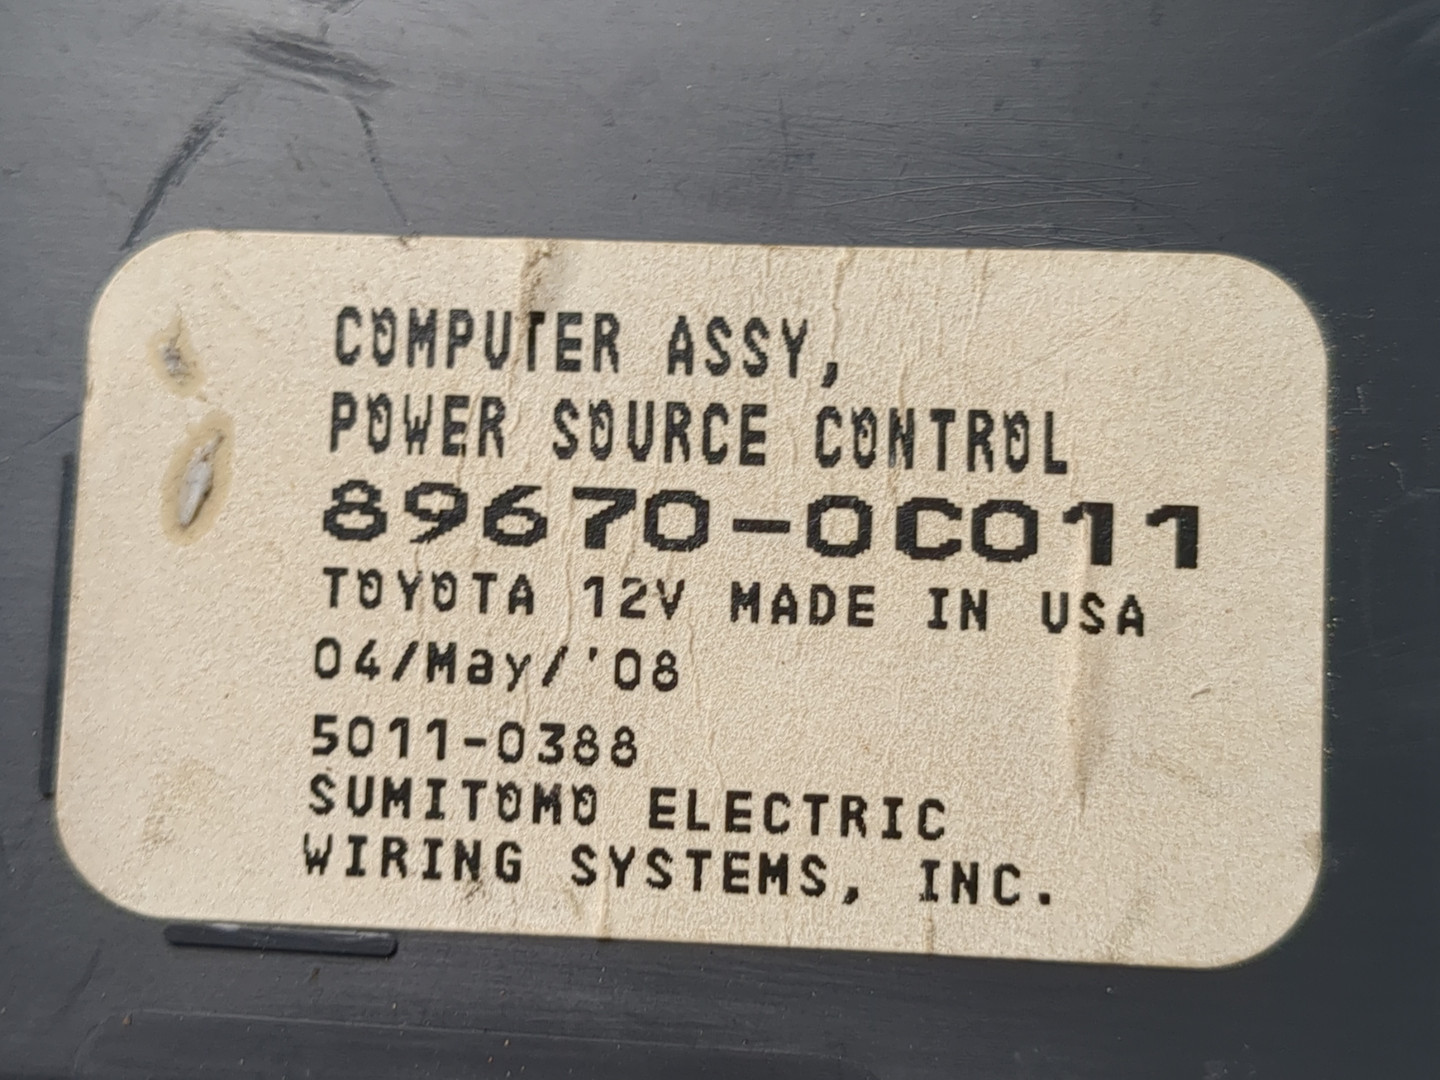 COMPUTER ASSY,
POWER SOURCE CONTROL
89670-0C011
TOYOTA 12V MADE IN USA
04/May/'08
5011-0388
SUMITOMO ELECTRIC
WIRING SYSTEMS, INC.